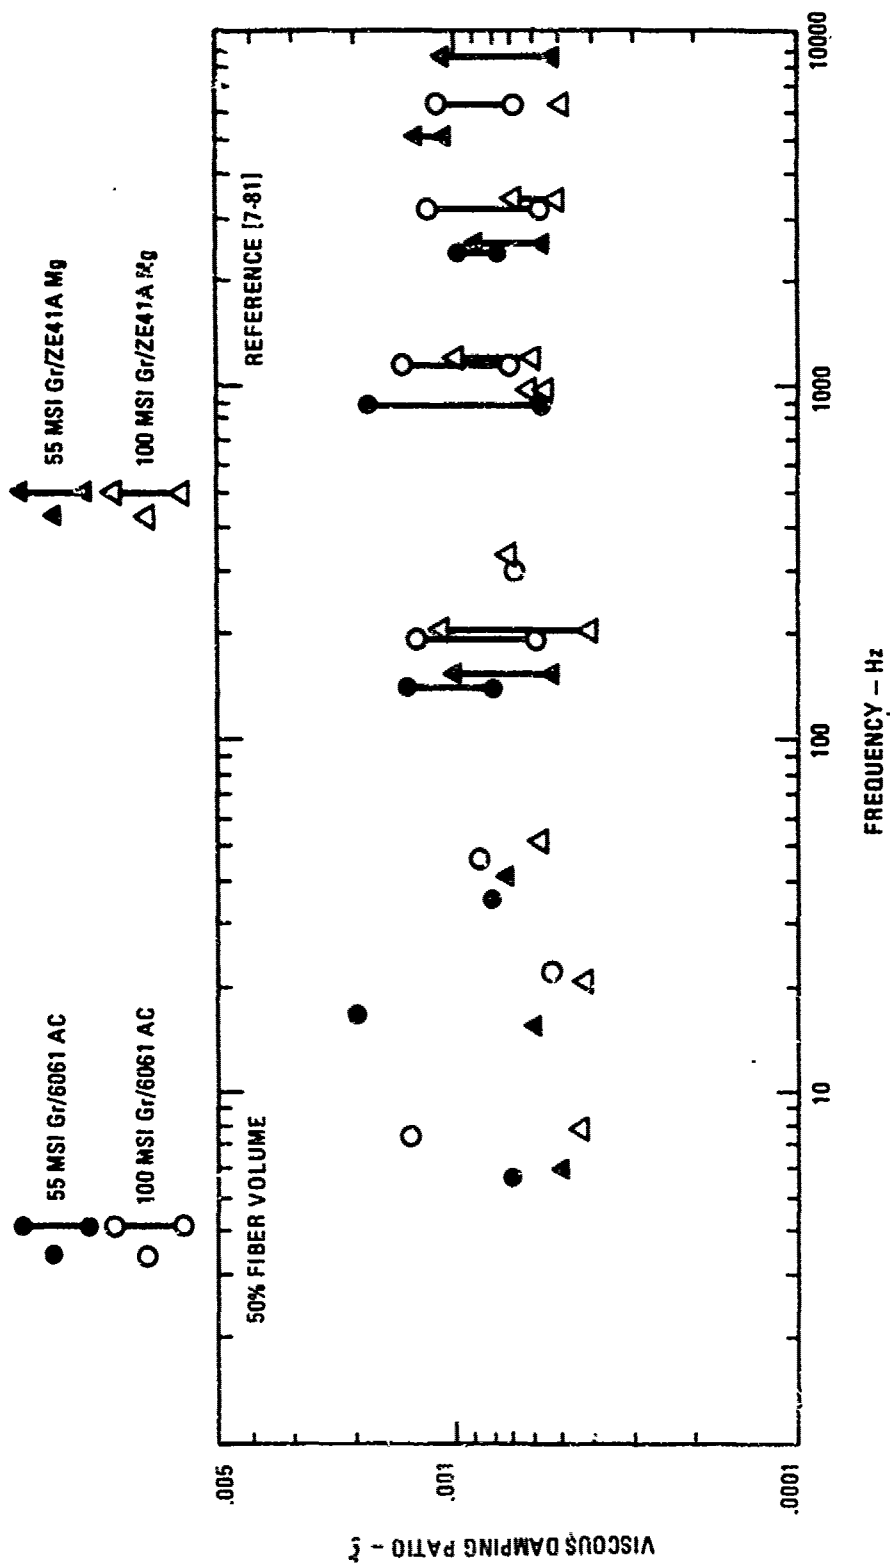 55 MSI Gr/6061 AC
100 MSI Gr/6061 AC
55 MSI Gr/ZE41A Mg
100 MSI Gr/ZE41A Mg
50% FIBER VOLUME
REFERENCE [7-81]
.005
.001
.0001
VISCOUS DAMPING RATIO – ζ
10
100
1000
10000
FREQUENCY – Hz